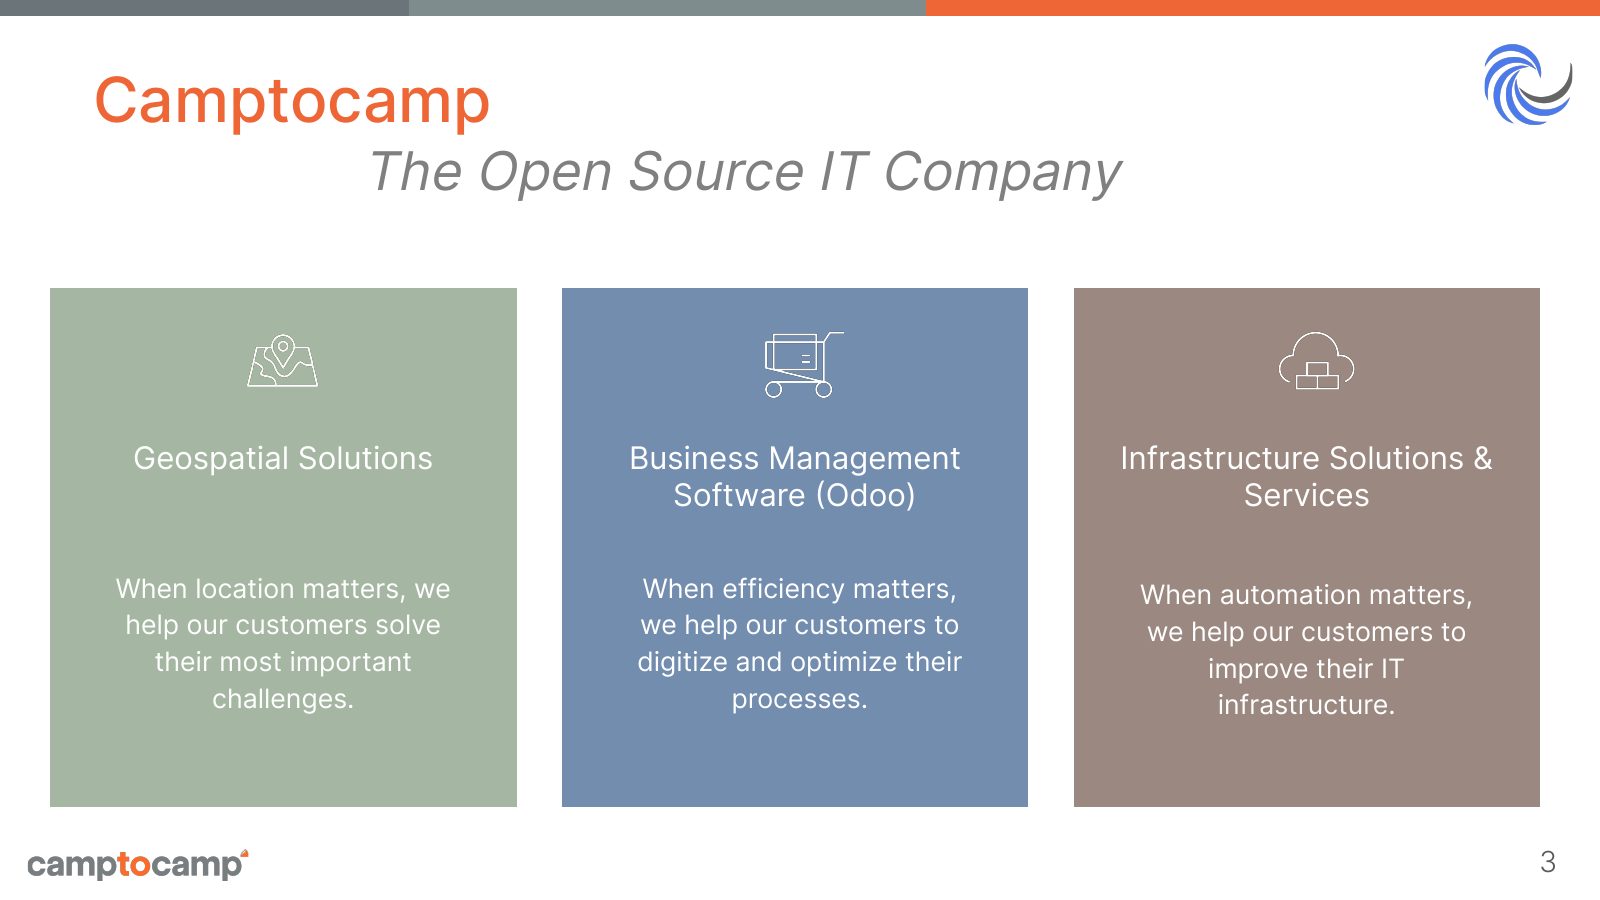 Camptocamp
The Open Source IT Company
Geospatial Solutions
When location matters, we
help our customers solve
their most important
challenges.
Business Management
Software (Odoo)
When efficiency matters,
we help our customers to
digitize and optimize their
processes.
Infrastructure Solutions &
Services
When automation matters,
we help our customers to
improve their IT
infrastructure.
camptocamp
3